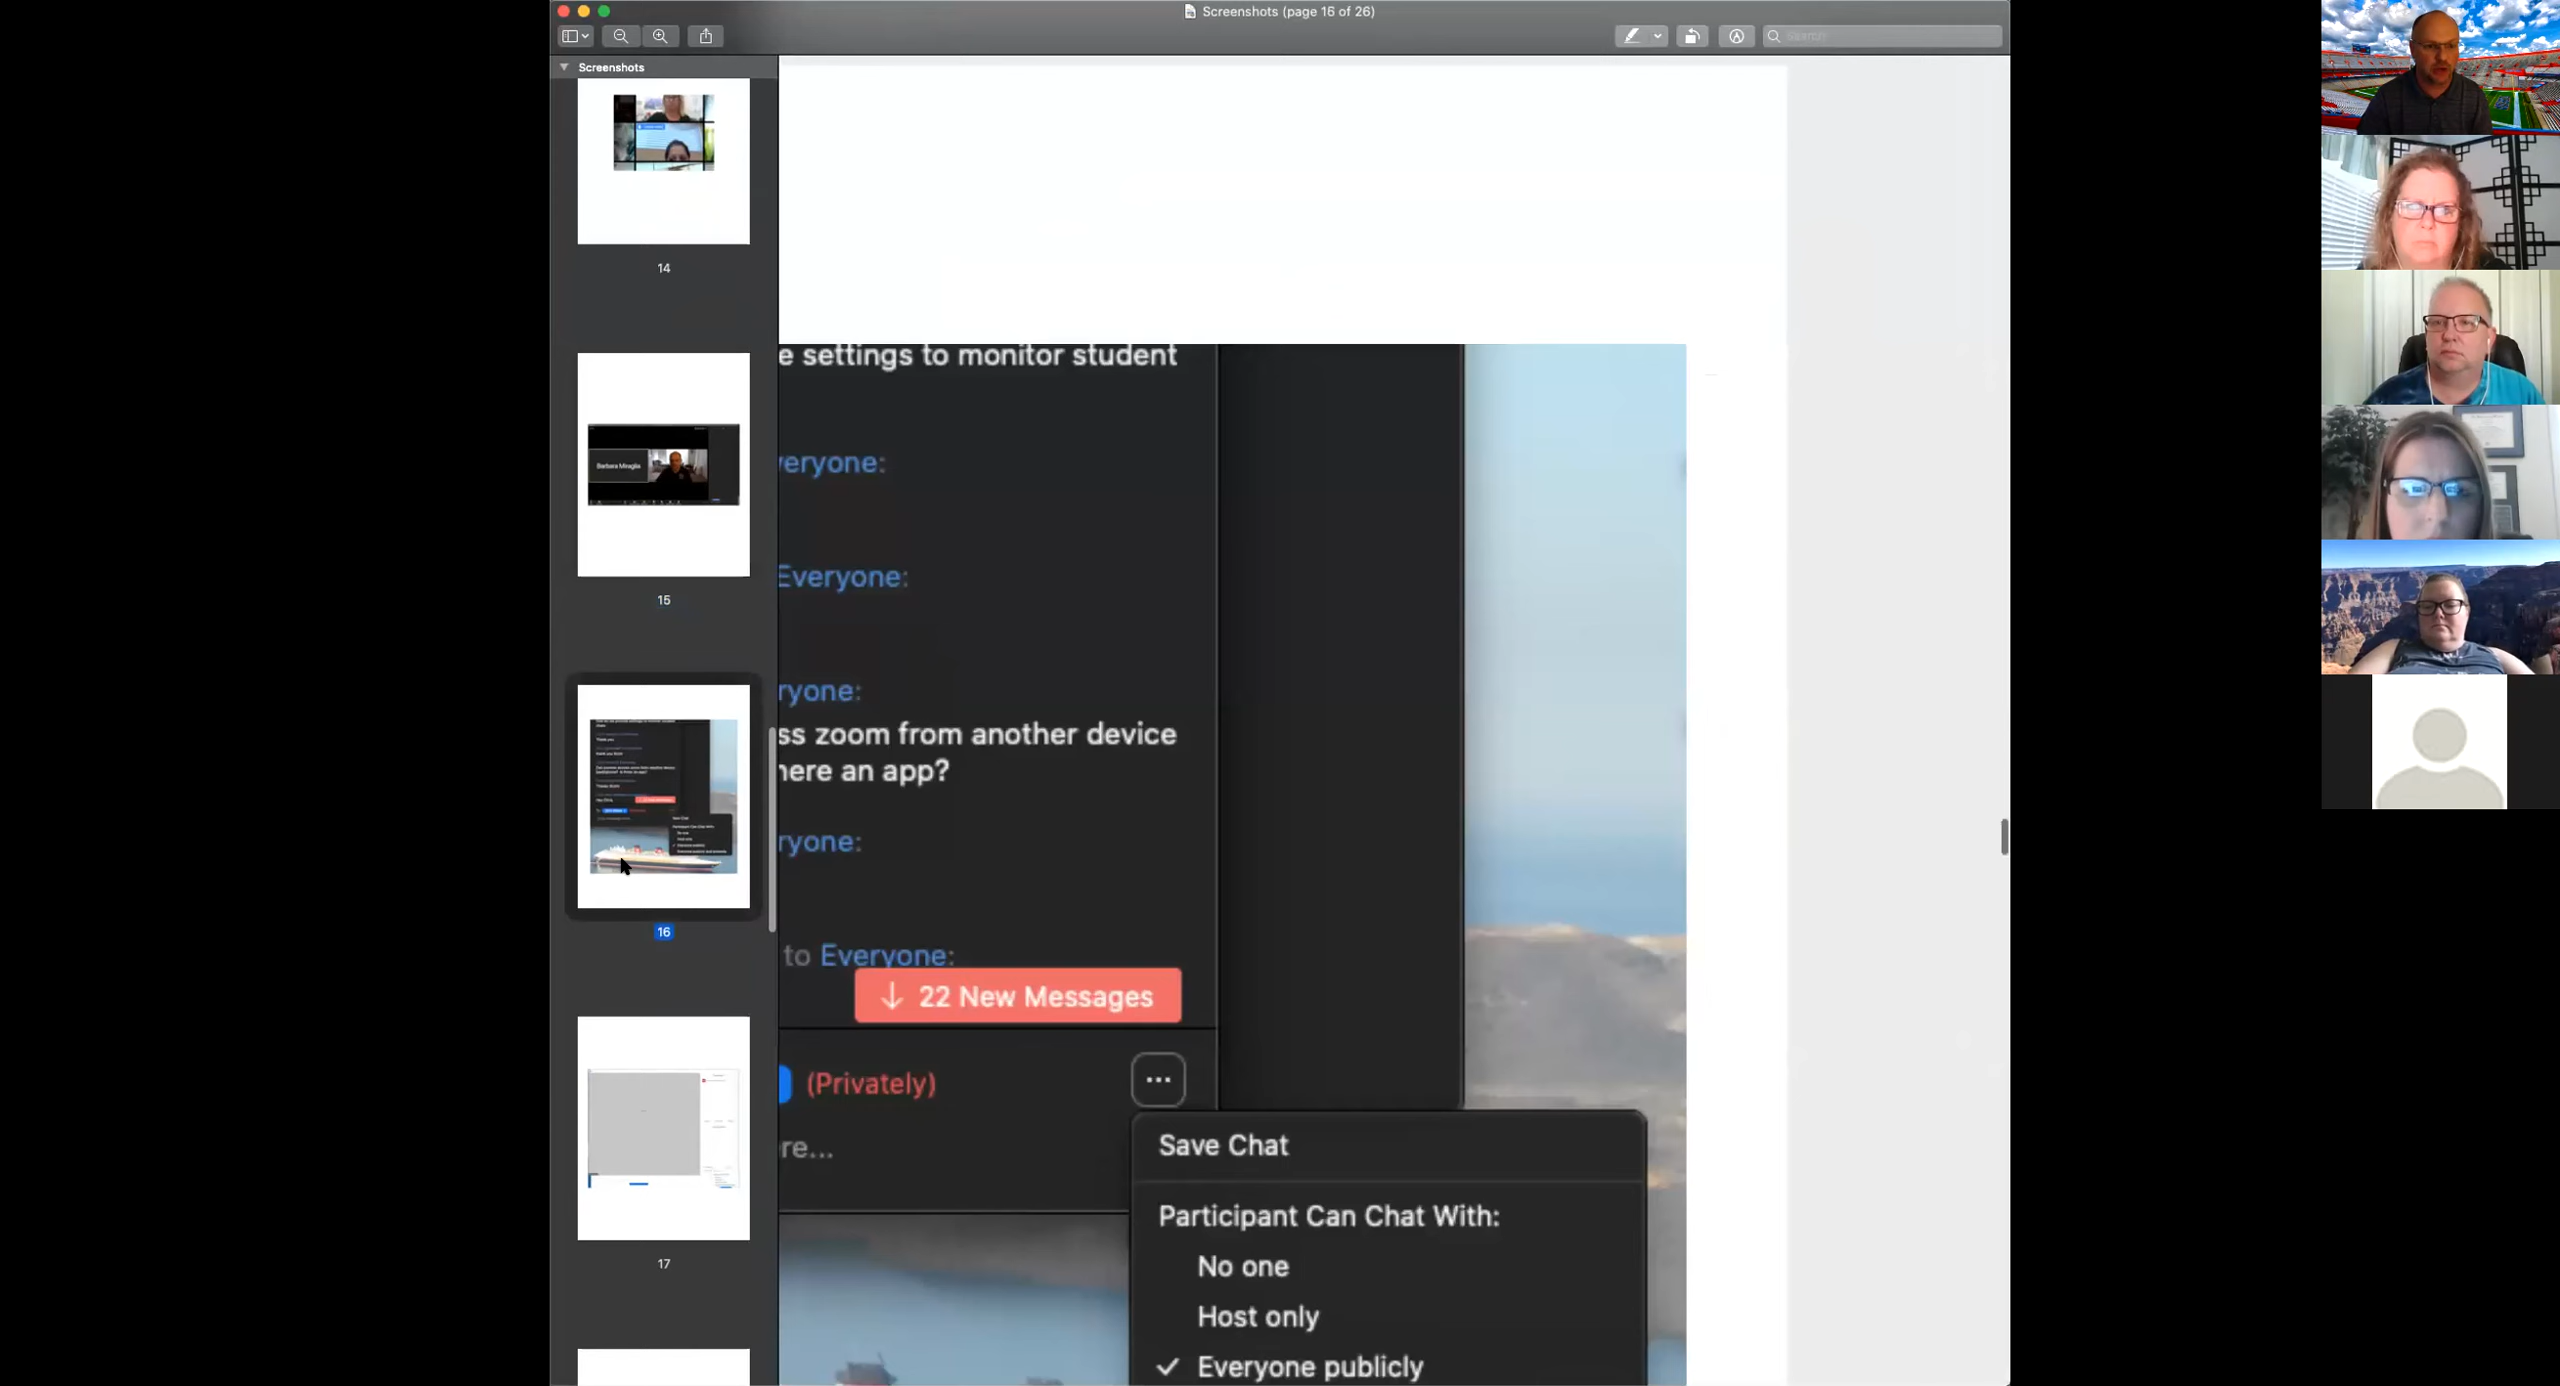 Screenshots (page 16 of 26)
Search
Screenshots
14
Barbara Miraglia
15
16
17
e settings to monitor student
veryone:
Everyone:
ryone:
ss zoom from another device
here an app?
ryone:
to Everyone:
↓ 22 New Messages
(Privately)
...
re...
Save Chat
Participant Can Chat With:
No one
Host only
✓ Everyone publicly